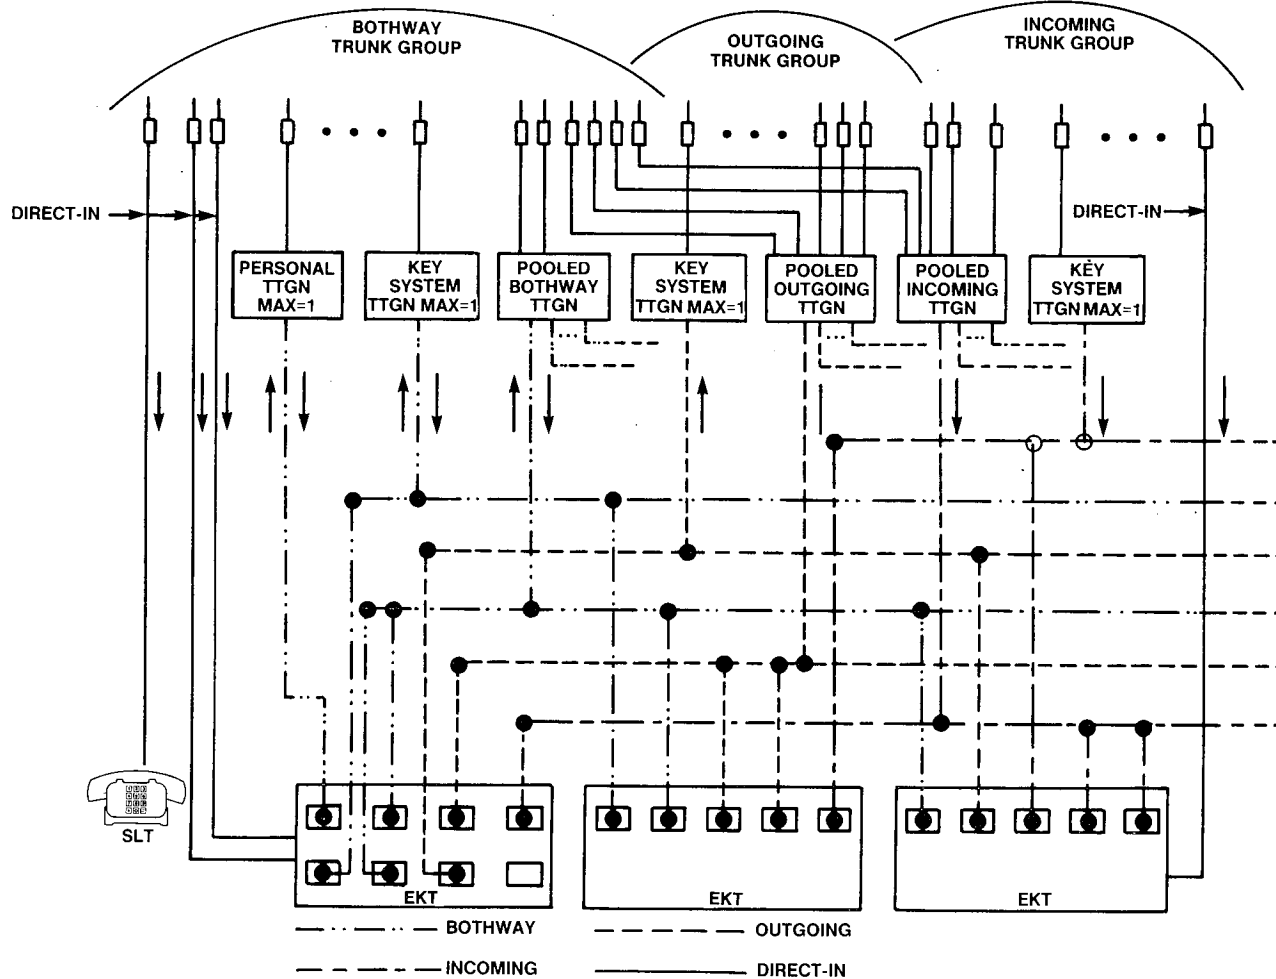 BOTHWAY
TRUNK GROUP
OUTGOING
TRUNK GROUP
INCOMING
TRUNK GROUP
DIRECT-IN
DIRECT-IN
PERSONAL
TTGN
MAX=1
KEY
SYSTEM
TTGN MAX=1
POOLED
BOTHWAY
TTGN
KEY
SYSTEM
TTGN MAX=1
POOLED
OUTGOING
TTGN
POOLED
INCOMING
TTGN
KEY
SYSTEM
TTGN MAX=1
SLT
EKT
EKT
EKT
BOTHWAY
OUTGOING
INCOMING
DIRECT-IN